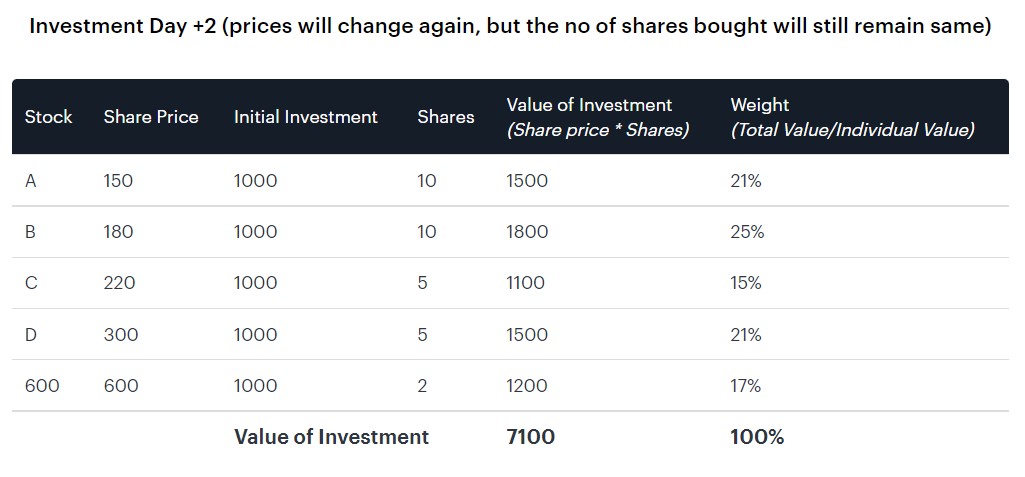 Investment Day +2 (prices will change again, but the no of shares bought will still remain same)
Stock Share Price Initial Investment Shares Value of Investment (Share price * Shares) Weight (Total Value/Individual Value)
A 150 1000 10 1500 21%
B 180 1000 10 1800 25%
C 220 1000 5 1100 15%
D 300 1000 5 1500 21%
600 600 1000 2 1200 17%
Value of Investment 7100 100%